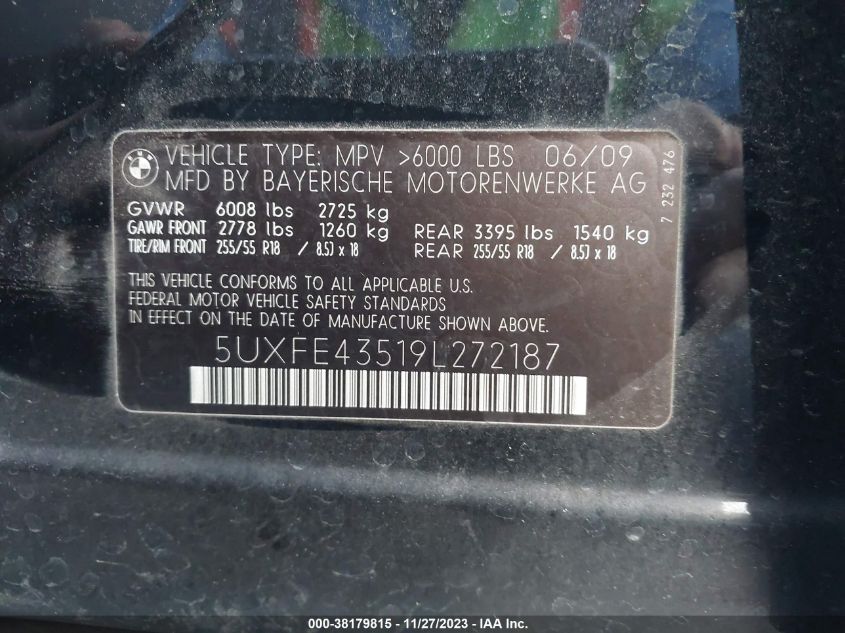 BMW
VEHICLE TYPE: MPV >6000 LBS 06/09
MFD BY BAYERISCHE MOTORENWERKE AG
7 232 476
GVWR 6008 lbs 2725 kg
GAWR FRONT 2778 lbs 1260 kg REAR 3395 lbs 1540 kg
TIRE/RIM FRONT 255/55 R18 / 8.5J x 18 REAR 255/55 R18 / 8.5J x 18
THIS VEHICLE CONFORMS TO ALL APPLICABLE U.S.
FEDERAL MOTOR VEHICLE SAFETY STANDARDS
IN EFFECT ON THE DATE OF MANUFACTURE SHOWN ABOVE.
5UXFE43519L272187
000-38179815 - 11/27/2023 - IAA Inc.